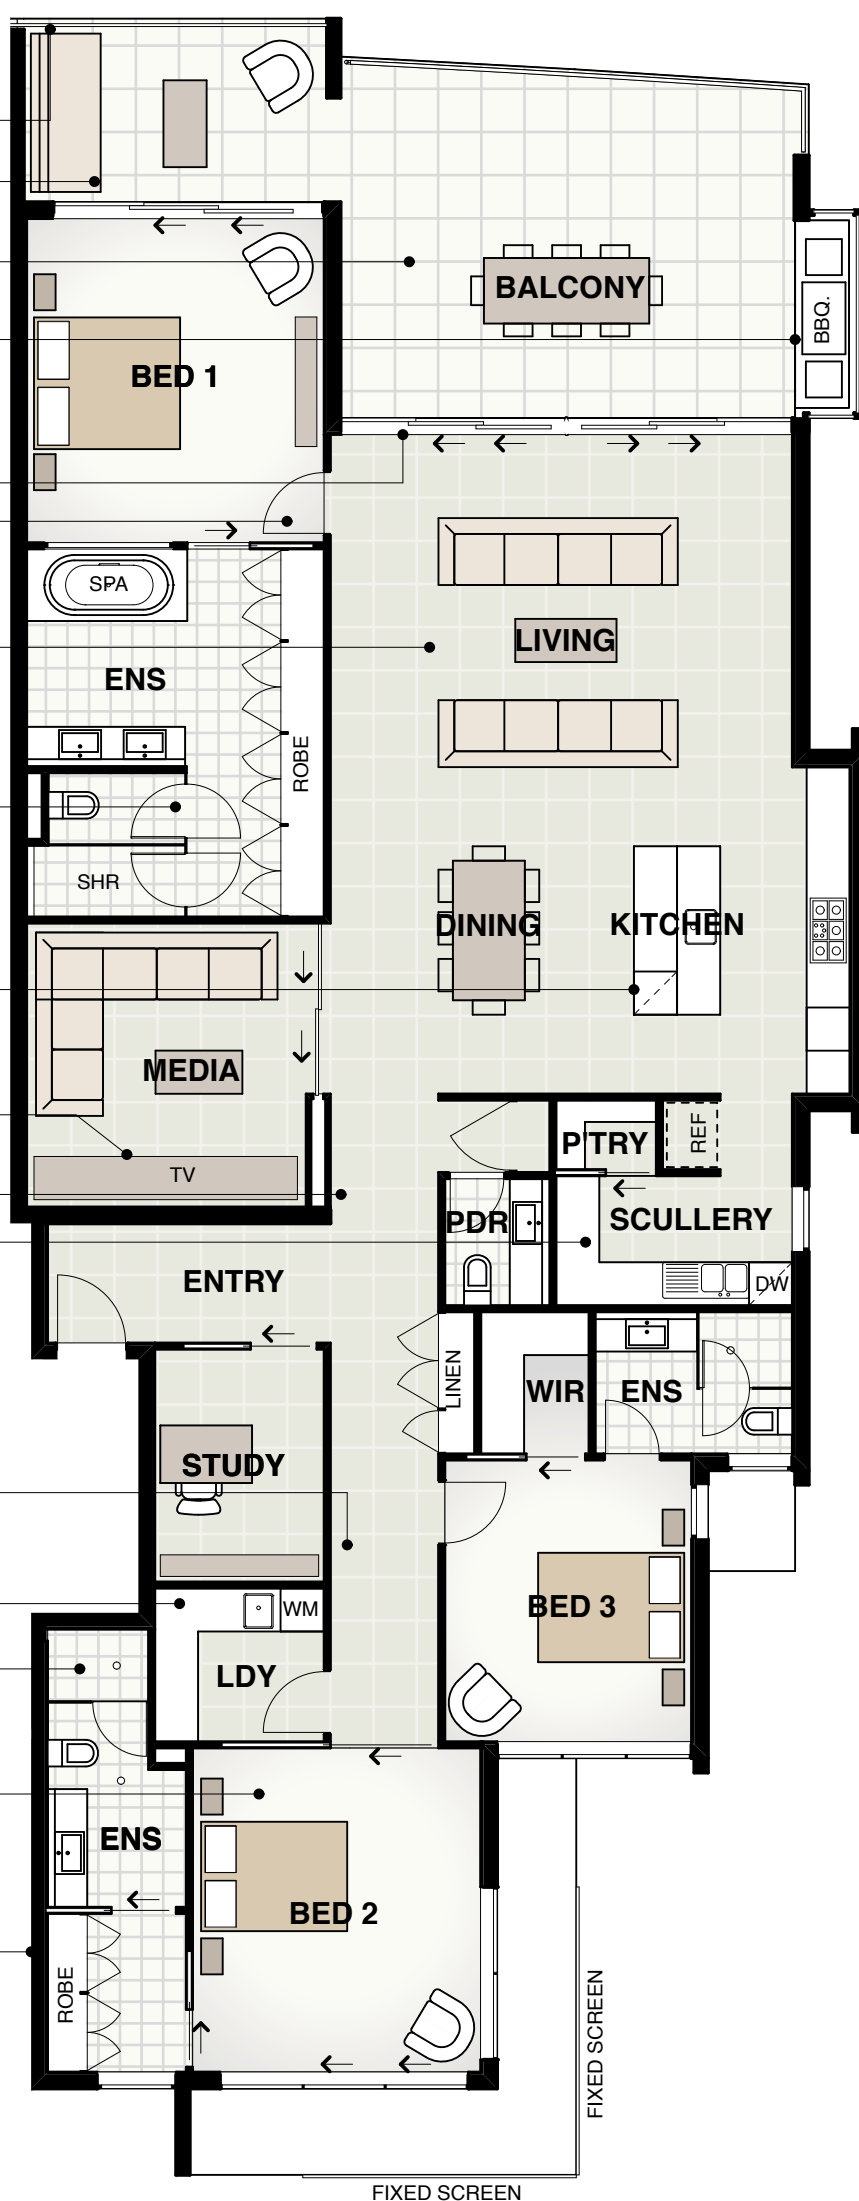 BALCONY
BBQ.
BED 1
SPA
LIVING
ENS
ROBE
SHR
DINING
KITCHEN
MEDIA
TV
P'TRY
REF
PDR
SCULLERY
DW
ENTRY
LINEN
WIR
ENS
STUDY
BED 3
WM
LDY
ENS
BED 2
ROBE
FIXED SCREEN
FIXED SCREEN